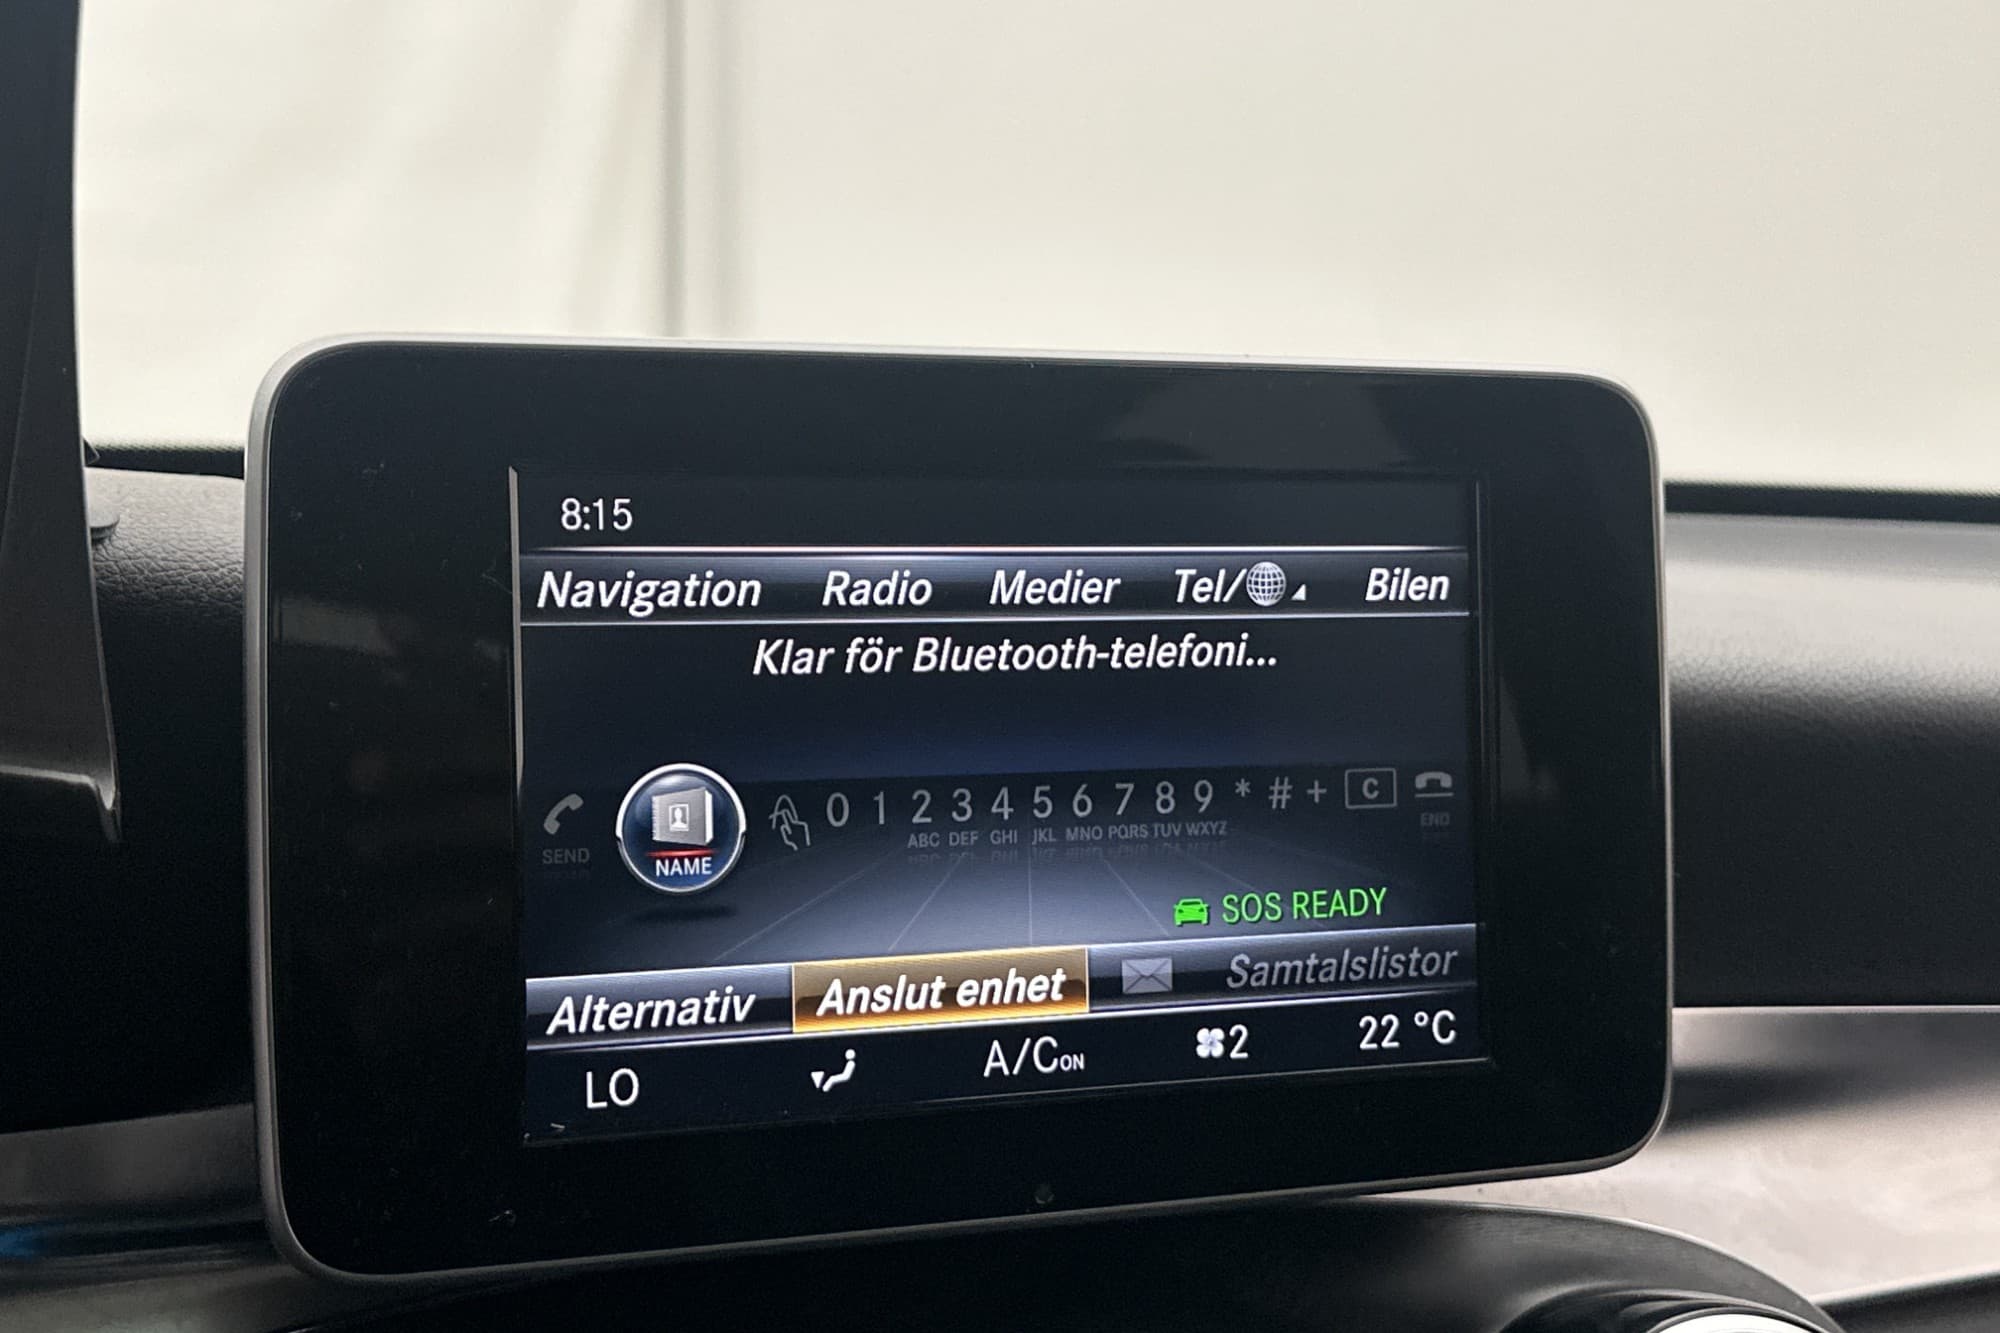 8:15
Navigation Radio Medier Tel/ Bilen
Klar för Bluetooth-telefoni...
SEND NAME 0 1 2 3 4 5 6 7 8 9 * # + C END
ABC DEF GHI JKL MNO PQRS TUV WXYZ
SOS READY
Alternativ Anslut enhet Samtalslistor
LO A/C ON 2 22 °C